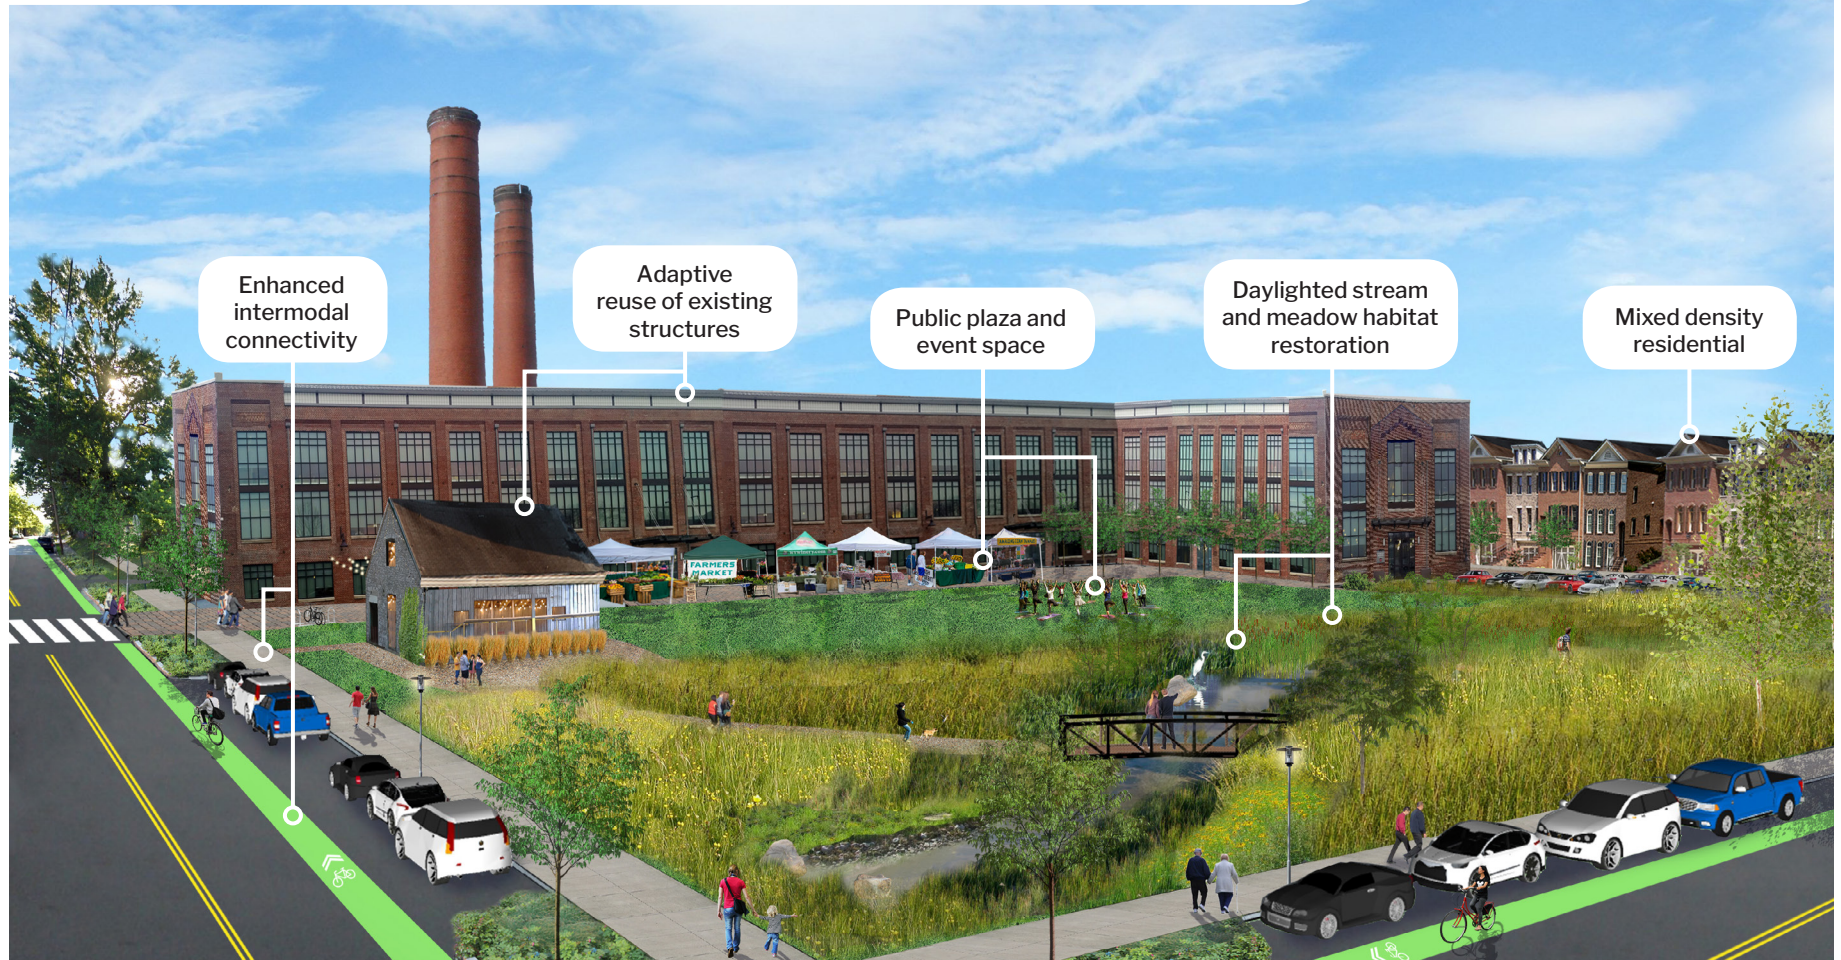 Enhanced
intermodal
connectivity
Adaptive
reuse of existing
structures
Public plaza and
event space
Daylighted stream
and meadow habitat
restoration
Mixed density
residential
FARMERS
MARKET